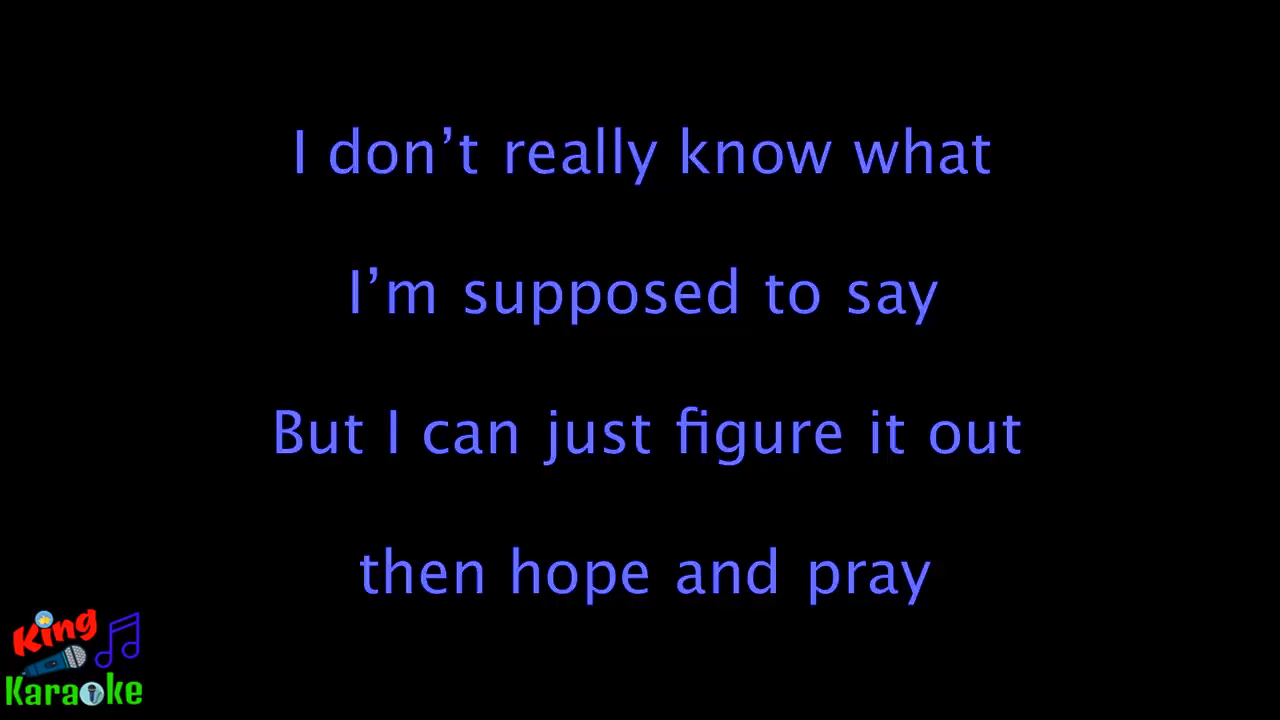 I don’t really know what
I’m supposed to say
But I can just figure it out
then hope and pray
King
Karaoke